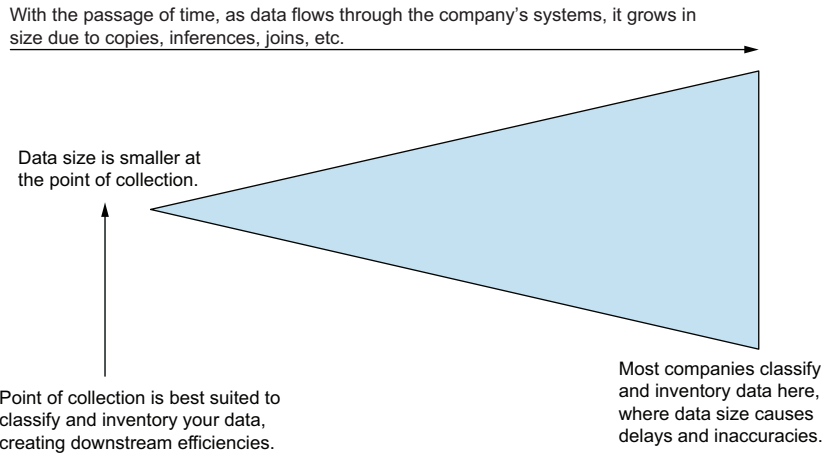 With the passage of time, as data flows through the company's systems, it grows in
size due to copies, inferences, joins, etc.
Data size is smaller at
the point of collection.
Point of collection is best suited to
classify and inventory your data,
creating downstream efficiencies.
Most companies classify
and inventory data here,
where data size causes
delays and inaccuracies.